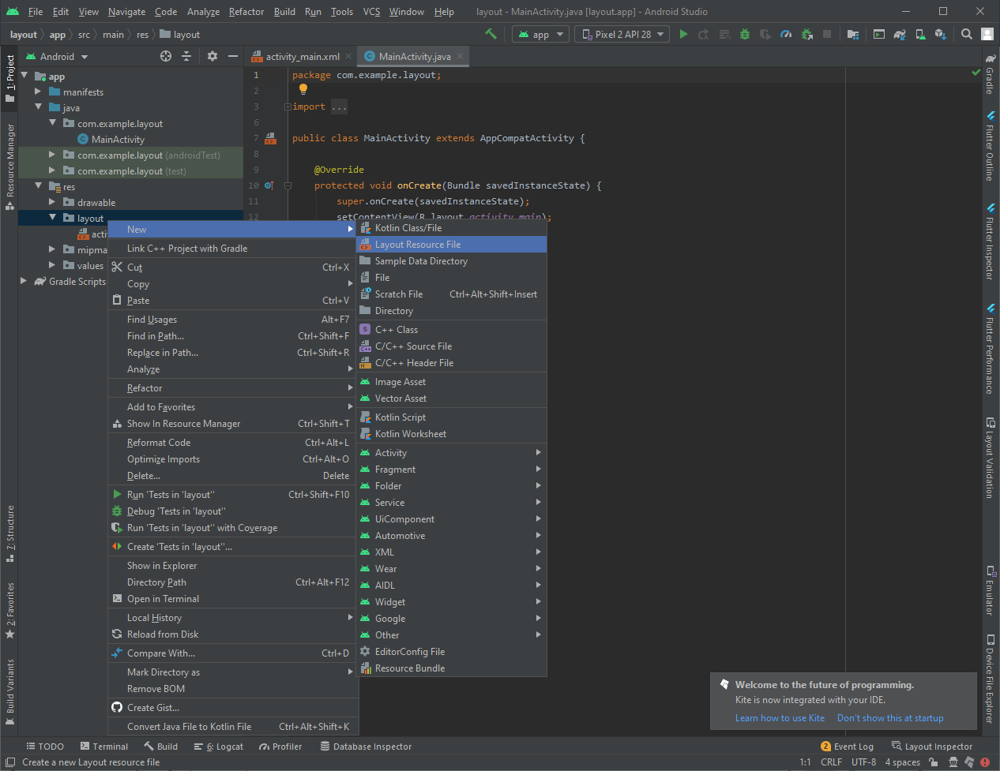 File Edit View Navigate Code Analyze Refactor Build Run Tools VCS Window Help layout - MainActivity.java [layout.app] - Android Studio
layout app src main res layout app Pixel 2 API 28
Android activity_main.xml MainActivity.java
1: Project
Resource Manager
7: Structure
2: Favorites
Build Variants
app
manifests
java
com.example.layout
MainActivity
com.example.layout (androidTest)
com.example.layout (test)
res
drawable
layout
acti
mipma
values
Gradle Scripts
1 package com.example.layout;
2
3 import ...
6
7 public class MainActivity extends AppCompatActivity {
8
9 @Override
10 protected void onCreate(Bundle savedInstanceState) {
11 super.onCreate(savedInstanceState);
12 setContentView(R.layout.activity_main);
New
Link C++ Project with Gradle
Cut Ctrl+X
Copy
Paste Ctrl+V
Find Usages Alt+F7
Find in Path... Ctrl+Shift+F
Replace in Path... Ctrl+Shift+R
Analyze
Refactor
Add to Favorites
Show In Resource Manager Ctrl+Shift+T
Reformat Code Ctrl+Alt+L
Optimize Imports Ctrl+Alt+O
Delete... Delete
Run 'Tests in 'layout'' Ctrl+Shift+F10
Debug 'Tests in 'layout''
Run 'Tests in 'layout'' with Coverage
Create 'Tests in 'layout''...
Show in Explorer
Directory Path Ctrl+Alt+F12
Open in Terminal
Local History
Reload from Disk
Compare With... Ctrl+D
Mark Directory as
Remove BOM
Create Gist...
Convert Java File to Kotlin File Ctrl+Alt+Shift+K
Kotlin Class/File
Layout Resource File
Sample Data Directory
File
Scratch File Ctrl+Alt+Shift+Insert
Directory
C++ Class
C/C++ Source File
C/C++ Header File
Image Asset
Vector Asset
Kotlin Script
Kotlin Worksheet
Activity
Fragment
Folder
Service
UiComponent
Automotive
XML
Wear
AIDL
Widget
Google
Other
EditorConfig File
Resource Bundle
Gradle
Flutter Outline
Flutter Inspector
Flutter Performance
Layout Validation
Emulator
Device File Explorer
Welcome to the future of programming.
Kite is now integrated with your IDE.
Learn how to use Kite Don't show this at startup
TODO Terminal Build 6: Logcat Profiler Database Inspector 2 Event Log Layout Inspector
Create a new Layout resource file 1:1 CRLF UTF-8 4 spaces